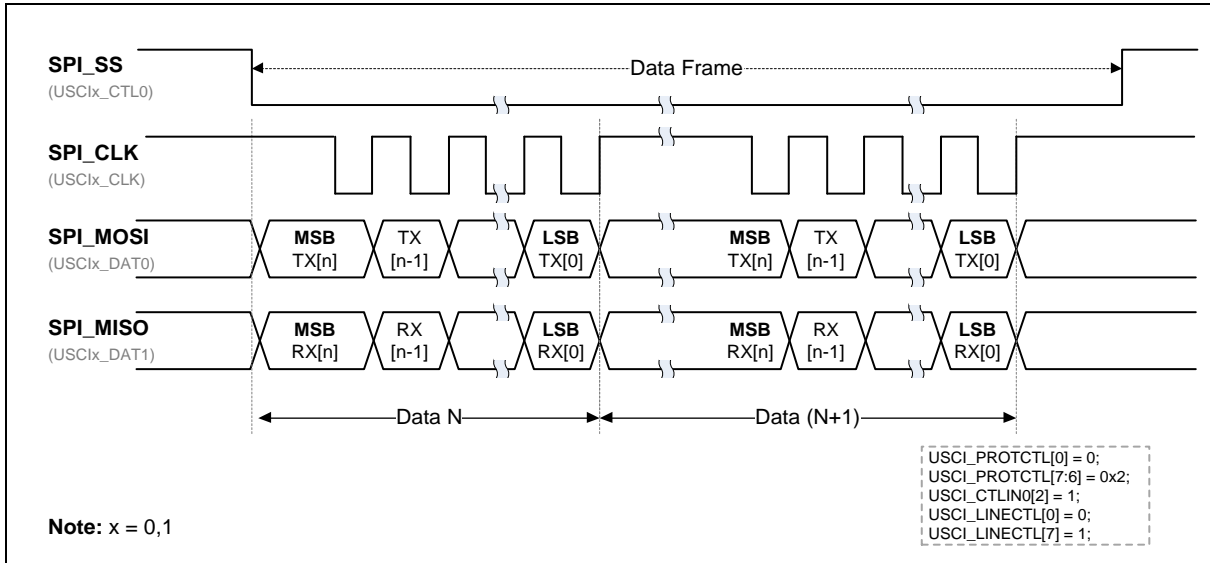 SPI_SS
(USCIx_CTL0)
Data Frame
SPI_CLK
(USCIx_CLK)
SPI_MOSI
(USCIx_DAT0)
MSB
TX[n]
TX
[n-1]
LSB
TX[0]
MSB
TX[n]
TX
[n-1]
LSB
TX[0]
SPI_MISO
(USCIx_DAT1)
MSB
RX[n]
RX
[n-1]
LSB
RX[0]
MSB
RX[n]
RX
[n-1]
LSB
RX[0]
Data N
Data (N+1)
USCI_PROTCTL[0] = 0;
USCI_PROTCTL[7:6] = 0x2;
USCI_CTLIN0[2] = 1;
USCI_LINECTL[0] = 0;
USCI_LINECTL[7] = 1;
Note: x = 0,1